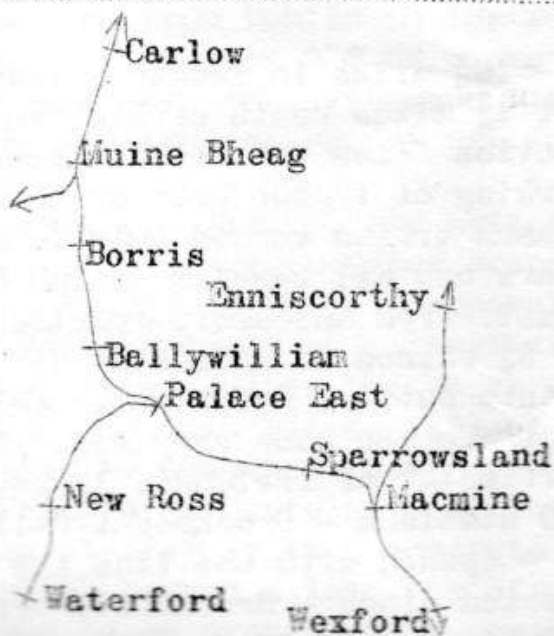 Carlow
Muine Bheag
Borris
Enniscorthy
Ballywilliam
Palace East
Sparrowsland
New Ross
Macmine
Waterford
Wexford